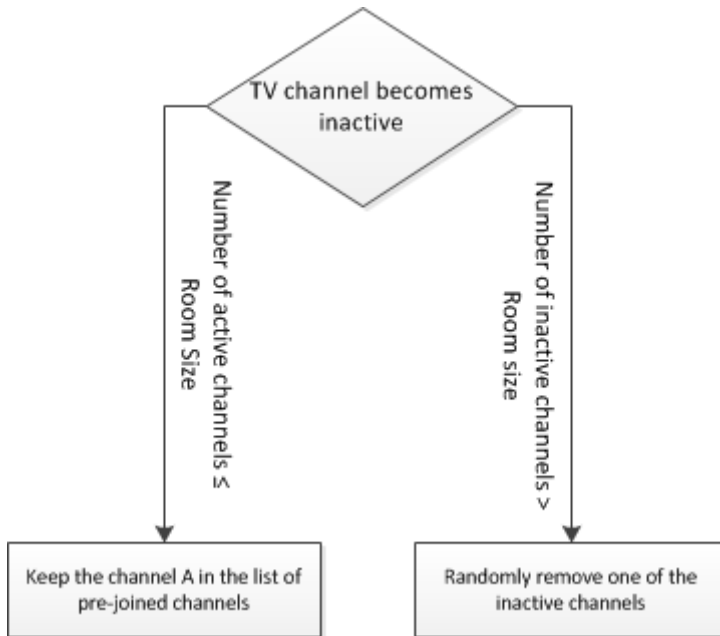 TV channel becomes
inactive
Number of active channels ≤
Room Size
Number of inactive channels >
Room size
Keep the channel A in the list of
pre-joined channels
Randomly remove one of the
inactive channels